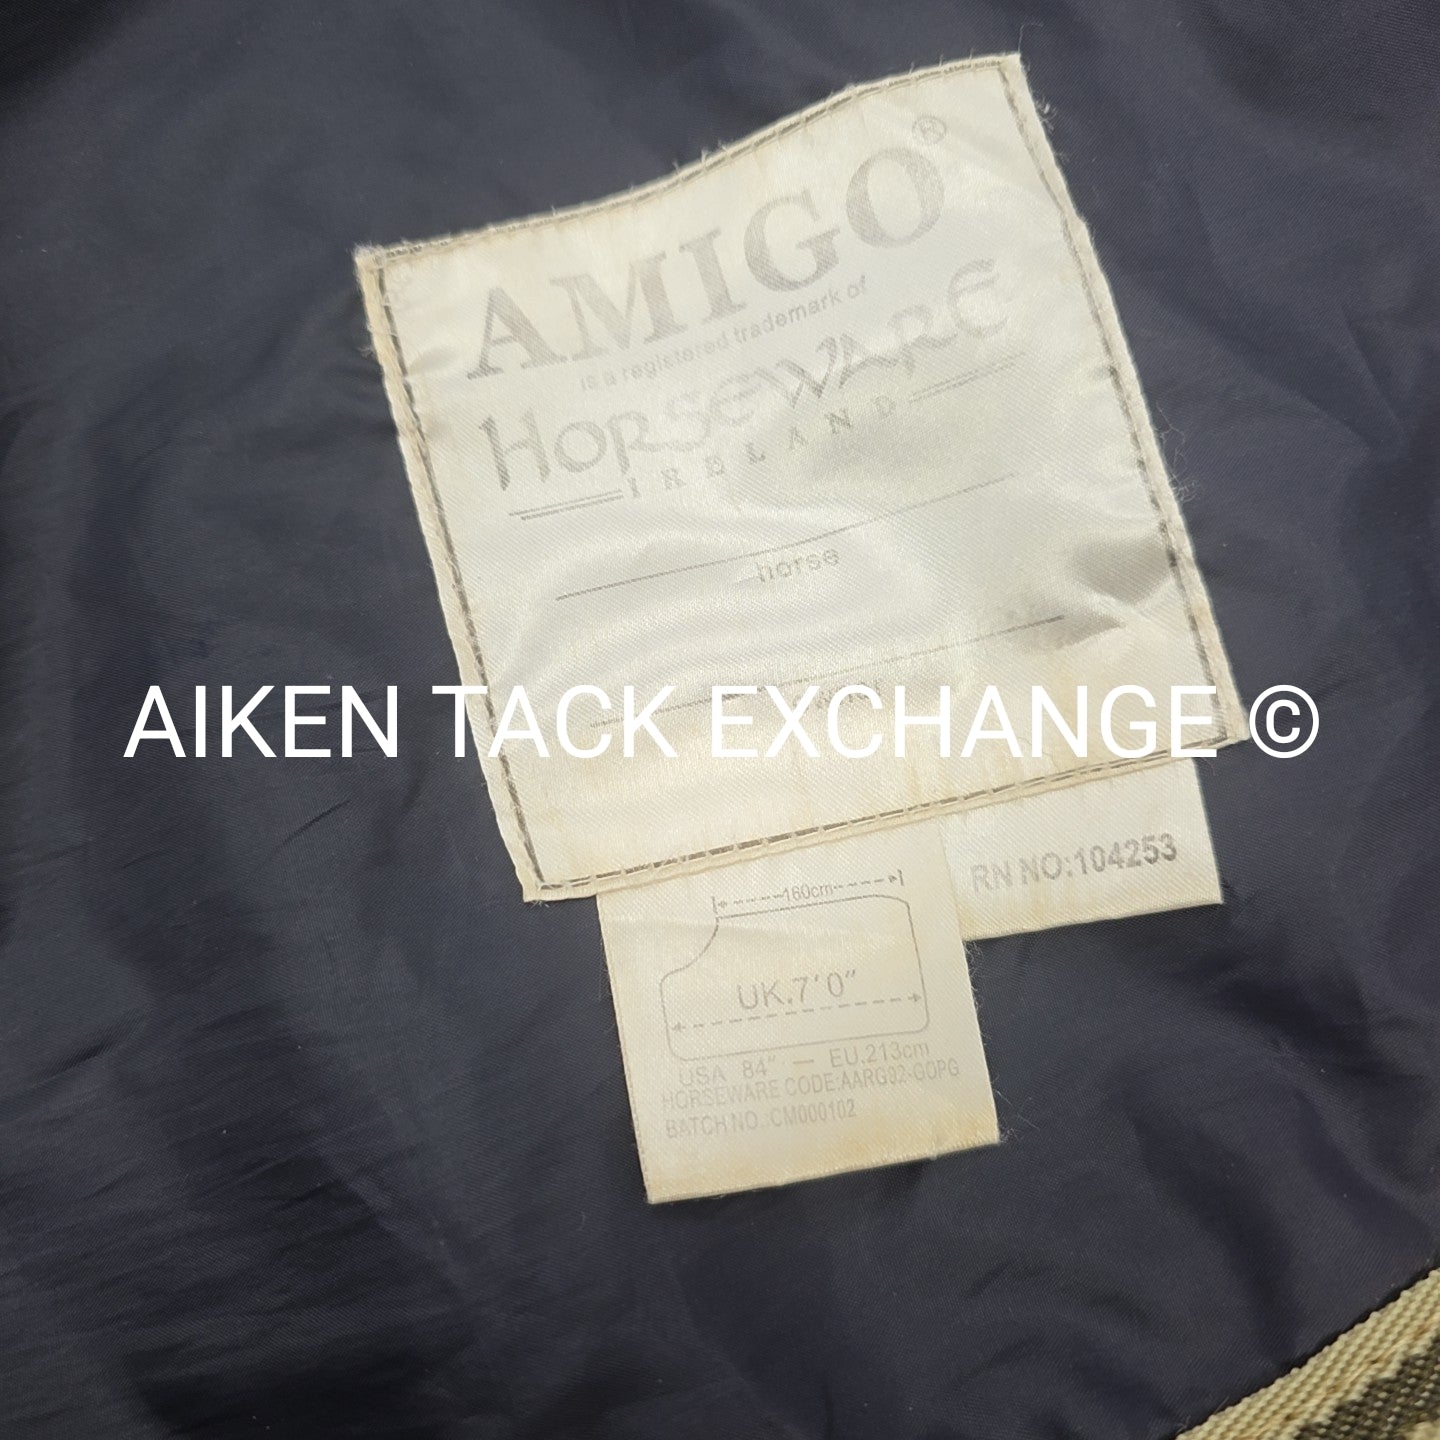 AMIGO®
is a registered trademark of
HORSEWARE
IRELAND
horse
AIKEN TACK EXCHANGE ©
RN NO:104253
160cm
UK.7'0"
USA 84" — EU.213cm
HORSEWARE CODE:AARG92-GOPG
BATCH NO. CM000102